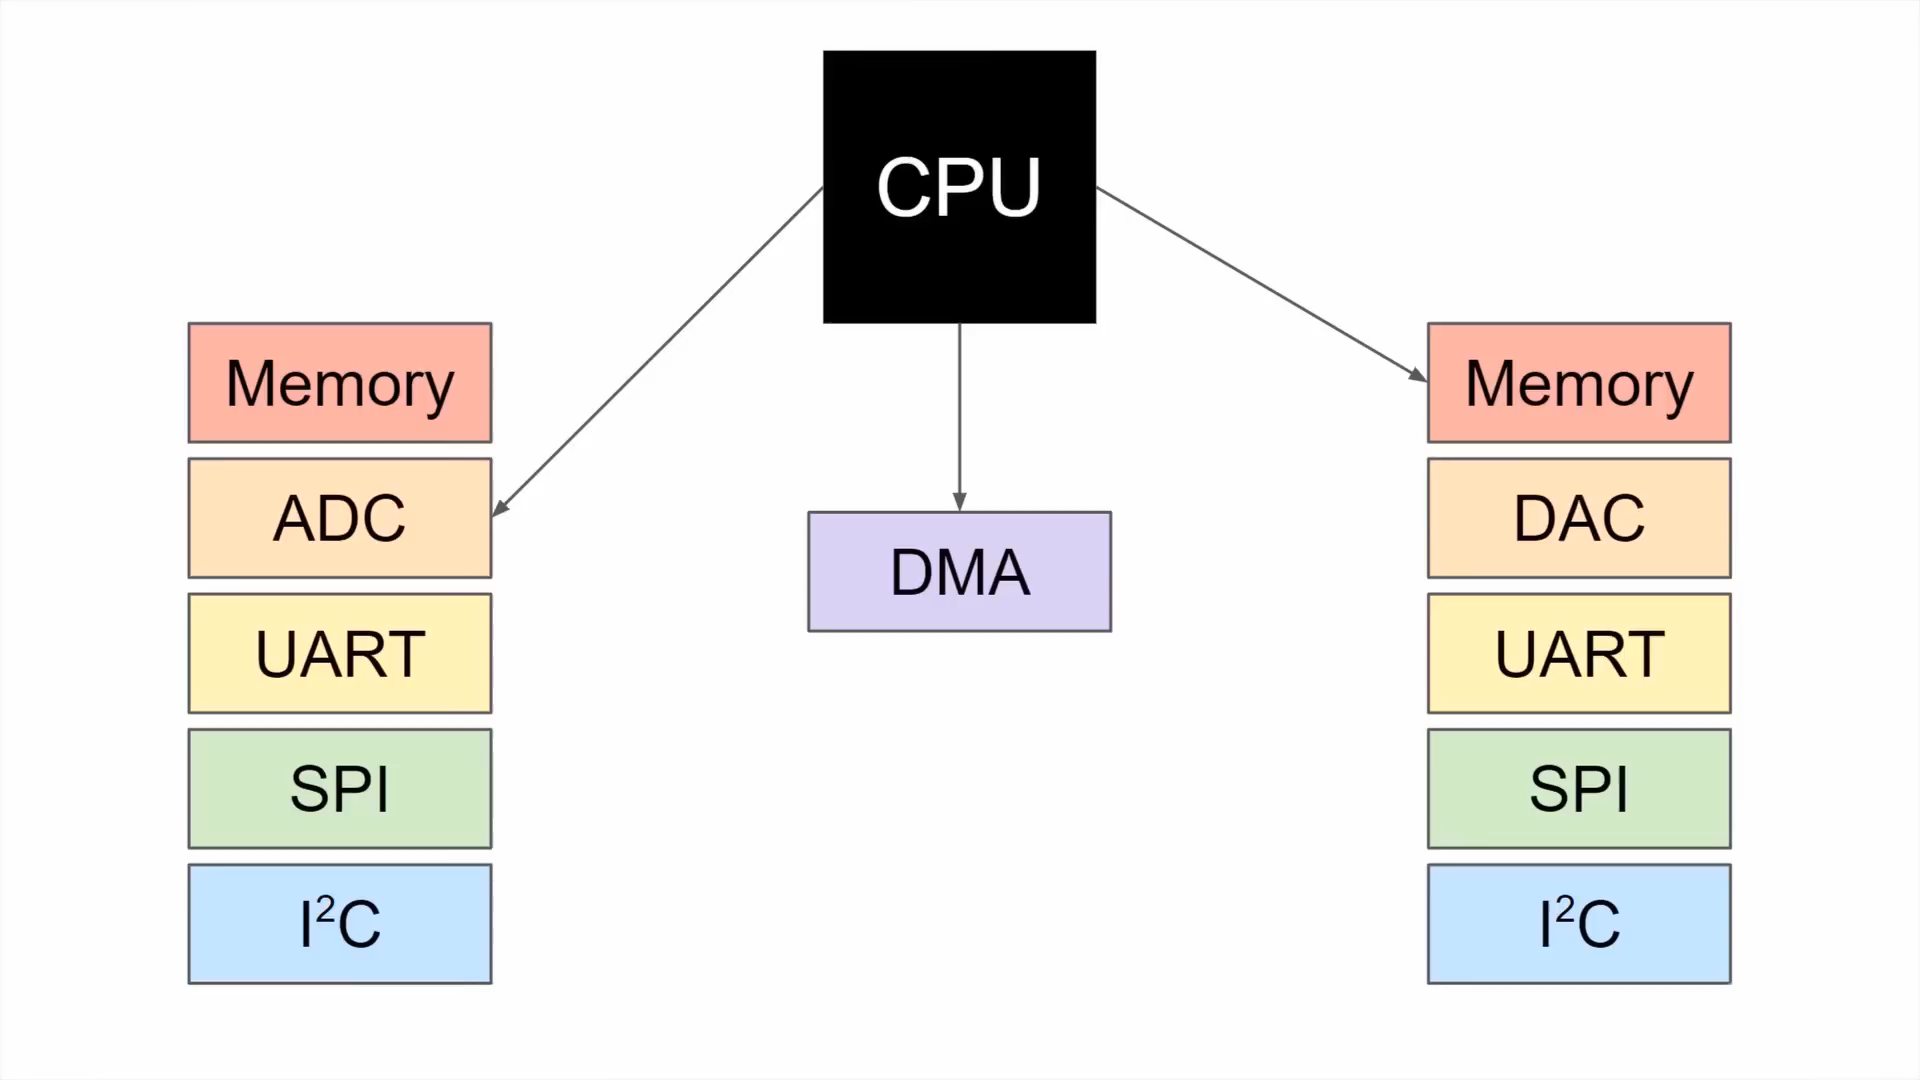 CPU
Memory
ADC
UART
SPI
I²C
DMA
Memory
DAC
UART
SPI
I²C